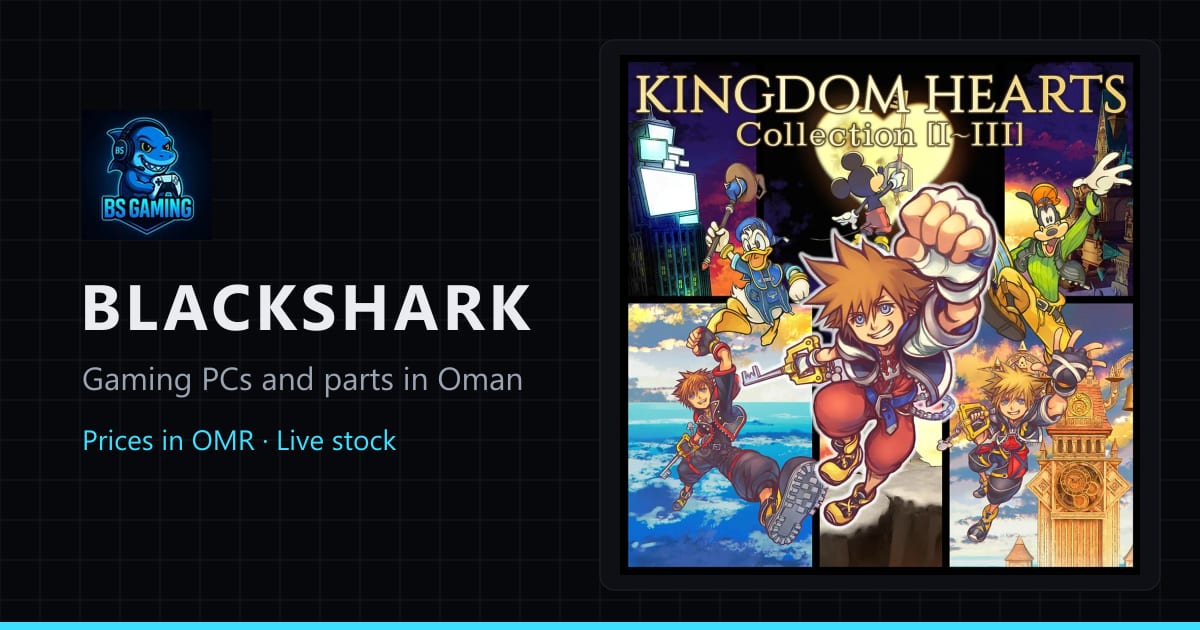 BS
BS GAMING
BLACKSHARK
Gaming PCs and parts in Oman
Prices in OMR · Live stock
KINGDOM HEARTS
Collection [I~III]